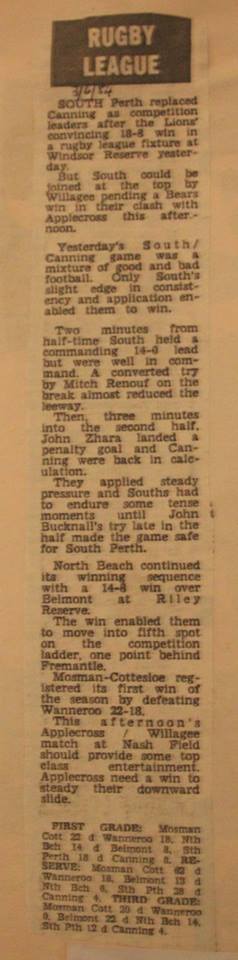 RUGBY
LEAGUE
3/6/84
SOUTH Perth replaced
Canning as competition
leaders after the Lions'
convincing 18-8 win in
a rugby league fixture at
Windsor Reserve yester-
day.
But South could be
joined at the top by
Willagee pending a Bears
win in their clash with
Applecross this after-
noon.
Yesterday's South/
Canning game was a
mixture of good and bad
football. Only South's
slight edge in consist-
ency and application en-
abled them to win.
Two minutes from
half-time South held a
commanding 14-0 lead
but were well in com-
mand. A converted try
by Mitch Renouf on the
break almost reduced the
leeway.
Then, three minutes
into the second half,
John Zhara landed a
penalty goal and Can-
ning were back in calc-
ulation.
They applied steady
pressure and Souths had
to endure some tense
moments until John
Bucknall's try late in the
half made the game safe
for South Perth.
North Beach continued
its winning sequence
with a 14-8 win over
Belmont at Riley
Reserve.
The win enabled them
to move into fifth spot
on the competition
ladder, one point behind
Fremantle.
Mosman-Cottesloe reg-
istered its first win of
the season by defeating
Wanneroo 22-18.
This afternoon's
Applecross / Willagee
match at Nash Field
should provide some top
class entertainment.
Applecross need a win to
steady their downward
slide.
FIRST GRADE: Mosman
Cott 22 d Wanneroo 18, Nth
Bch 14 d Belmont 8, Sth
Perth 18 d Canning 8. RE-
SERVE: Mosman Cott 62 d
Wanneroo 18, Belmont 13 d
Nth Bch 6, Sth Pth 28 d
Canning 4. THIRD GRADE:
Mosman Cott 20 d Wanneroo
8, Belmont 22 d Nth Bch 14,
Sth Pth 12 d Canning 4.